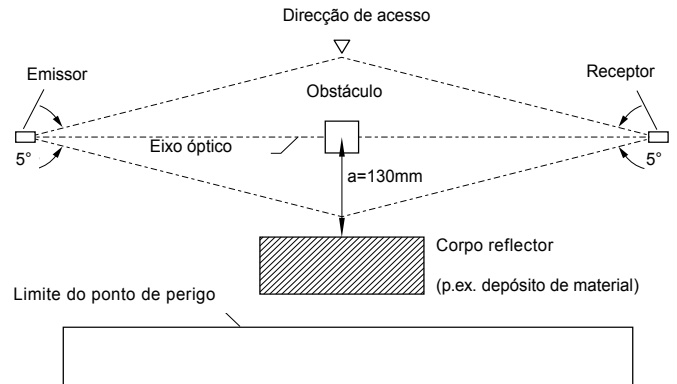 Direcção de acesso
Emissor
Receptor
Obstáculo
Eixo óptico
5°
5°
a=130mm
Corpo reflector
(p.ex. depósito de material)
Limite do ponto de perigo